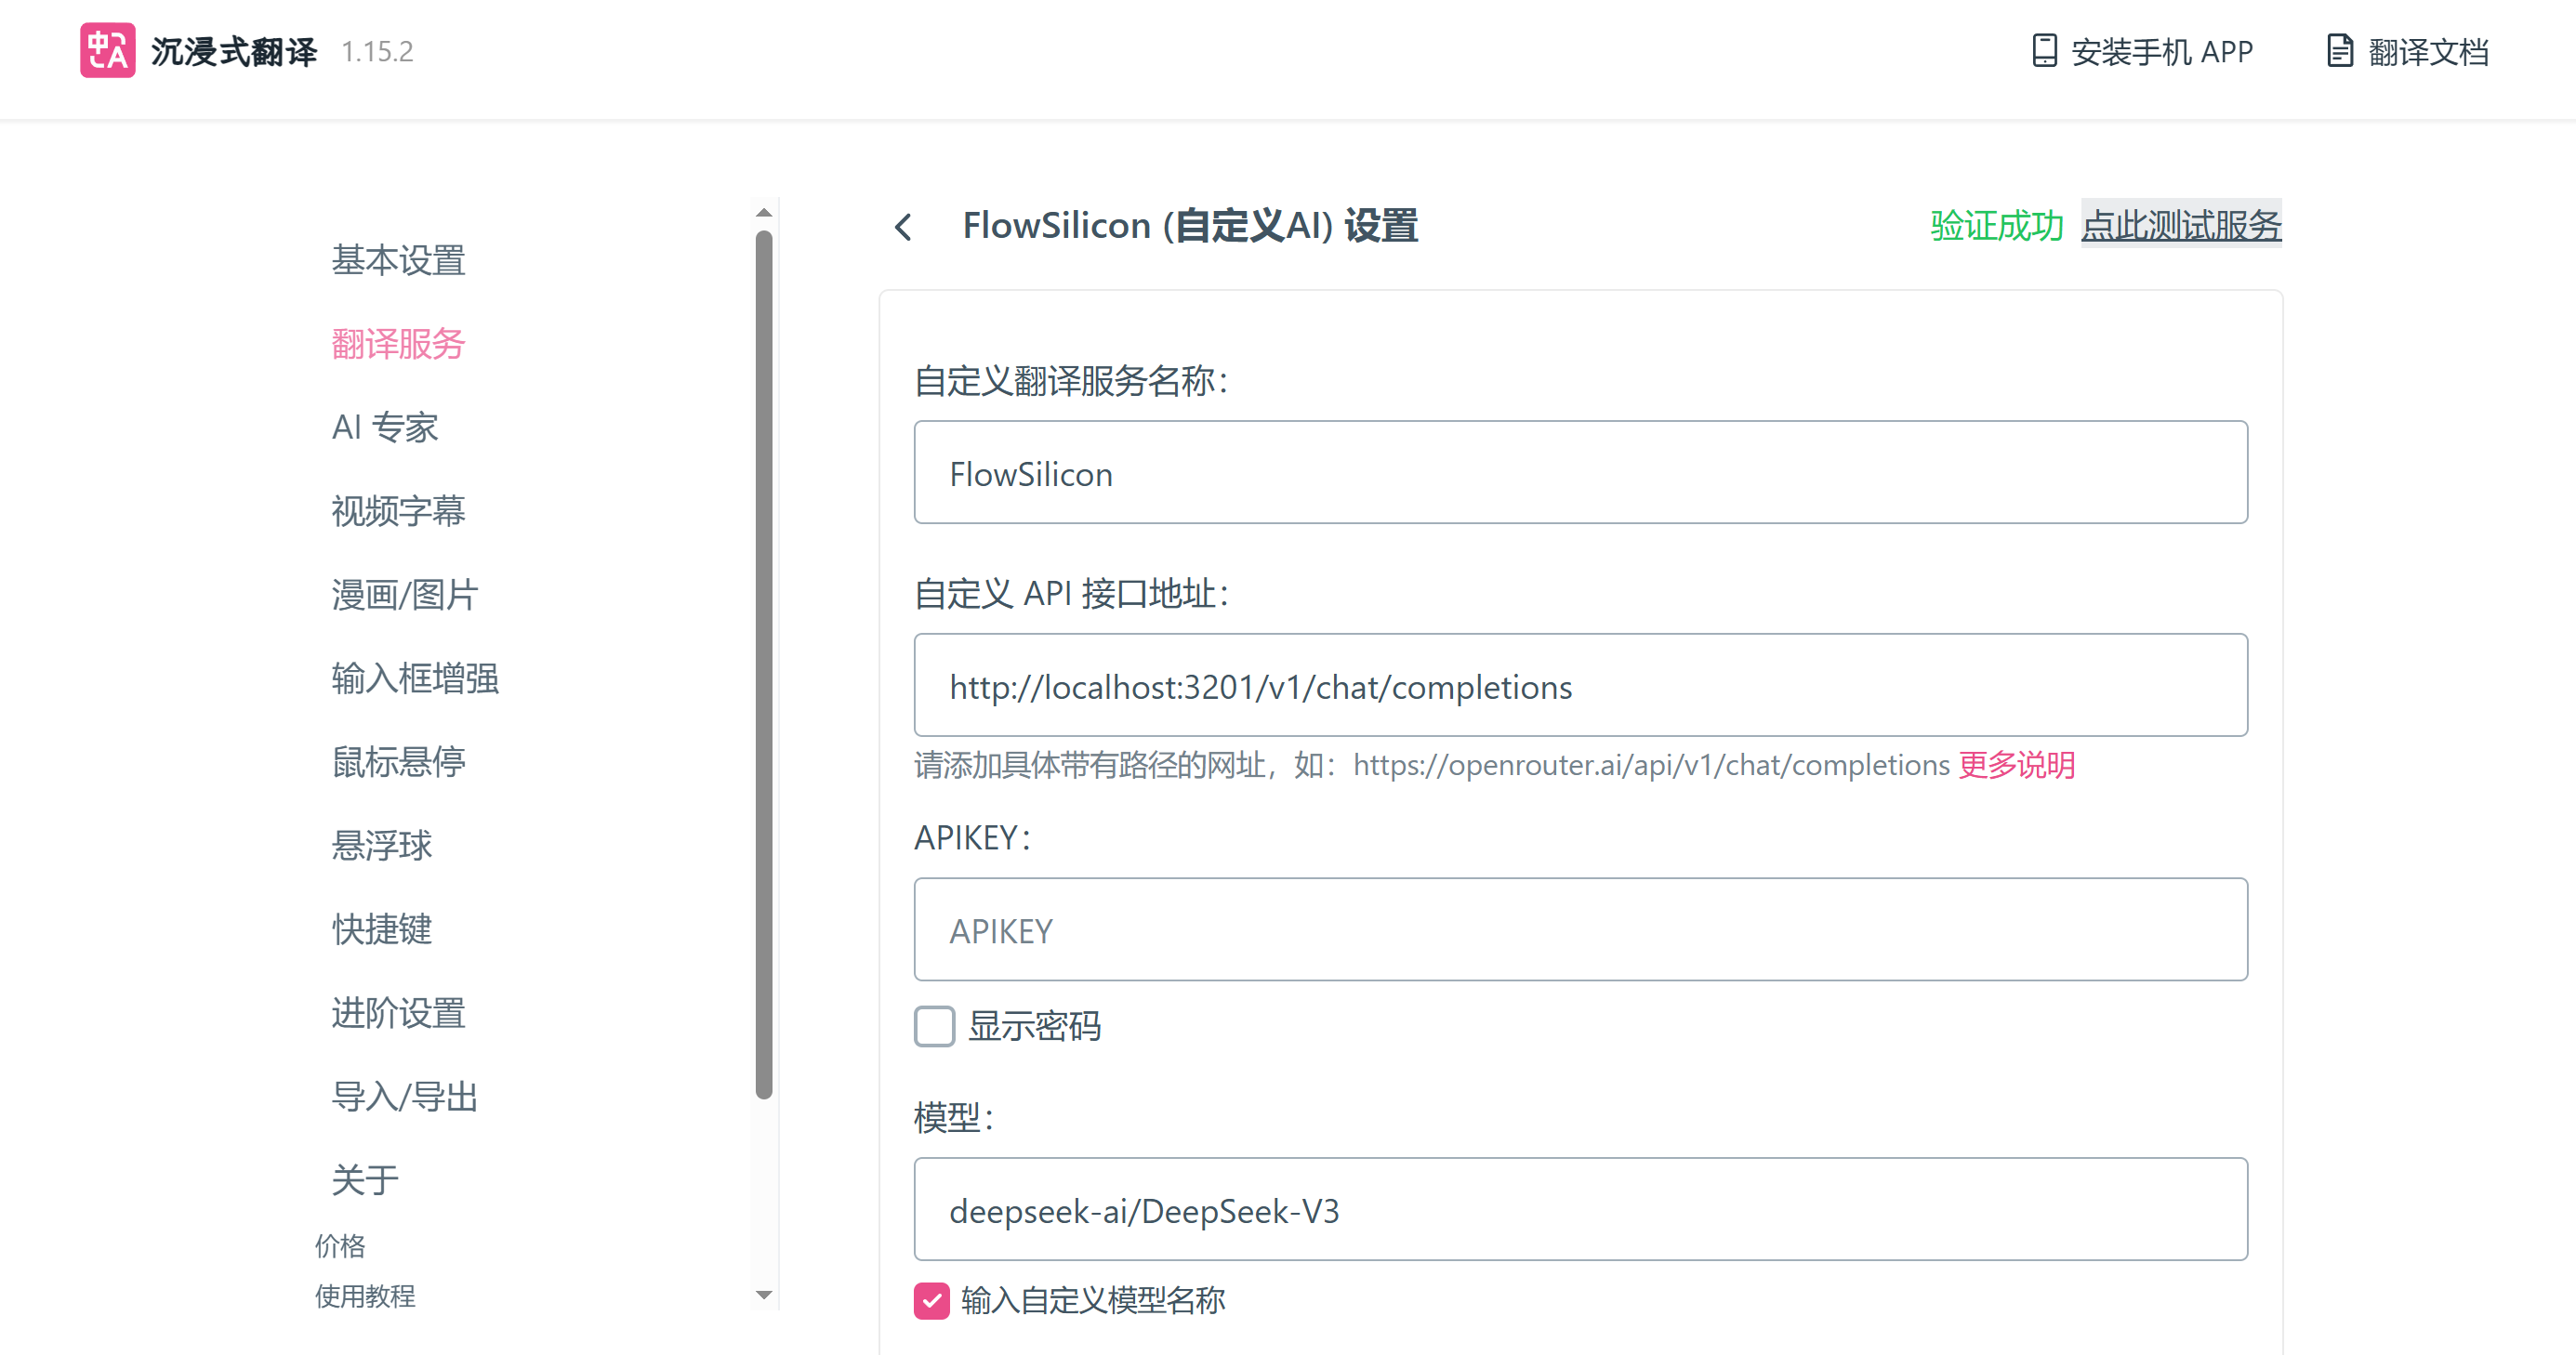 沉浸式翻译 1.15.2
安装手机 APP
翻译文档
基本设置
翻译服务
AI 专家
视频字幕
漫画/图片
输入框增强
鼠标悬停
悬浮球
快捷键
进阶设置
导入/导出
关于
价格
使用教程
FlowSilicon (自定义AI) 设置
验证成功 点此测试服务
自定义翻译服务名称：
FlowSilicon
自定义 API 接口地址：
http://localhost:3201/v1/chat/completions
请添加具体带有路径的网址，如：https://openrouter.ai/api/v1/chat/completions 更多说明
APIKEY：
APIKEY
显示密码
模型：
deepseek-ai/DeepSeek-V3
输入自定义模型名称